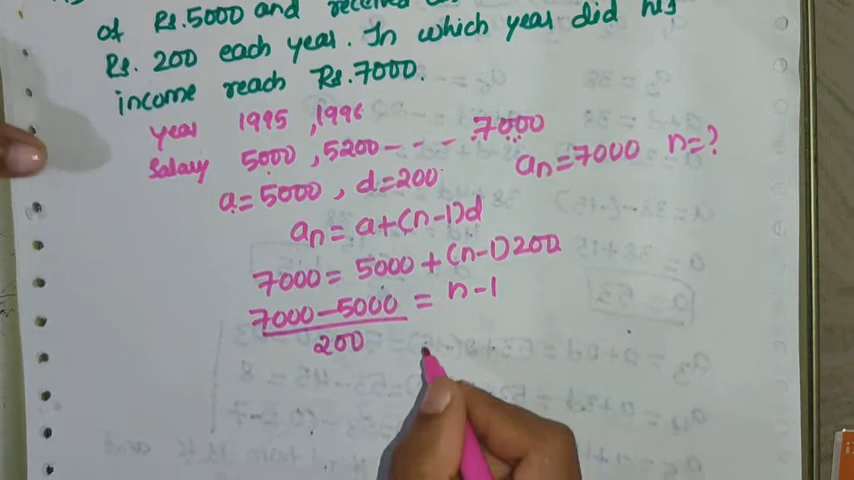 of Rs.5000 and received
Rs. 200 each year. In which year did his
income reach Rs.7000.
year 1995 , 1996
Salary 5000 , 5200 - - - 7000
an = 7000 n = ?
a = 5000 , d = 200
an = a + (n-1)d
7000 = 5000 + (n-1)200
7000 - 5000 = n - 1
200